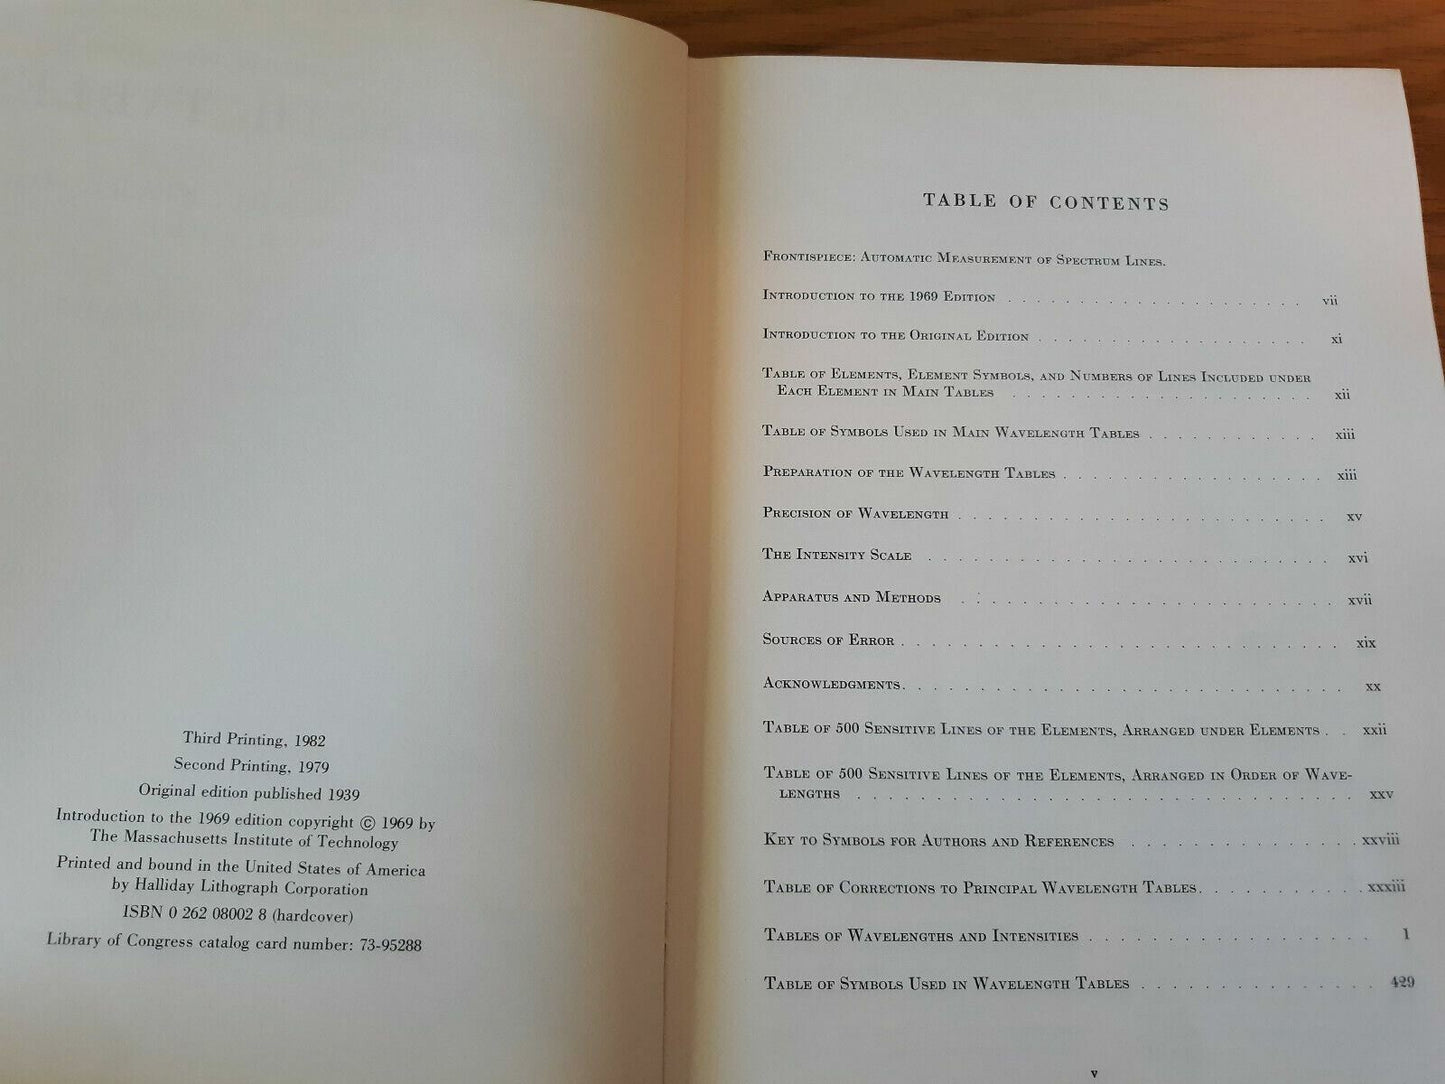 Third Printing, 1982
Second Printing, 1979
Original edition published 1939
Introduction to the 1969 edition copyright © 1969 by
The Massachusetts Institute of Technology
Printed and bound in the United States of America
by Halliday Lithograph Corporation
ISBN 0 262 08002 8 (hardcover)
Library of Congress catalog card number: 73-95288
TABLE OF CONTENTS
Frontispiece: Automatic Measurement of Spectrum Lines.
Introduction to the 1969 Edition . . . . . . . . . . . . . . . . . . . . . vii
Introduction to the Original Edition . . . . . . . . . . . . . . . . . . . xi
Table of Elements, Element Symbols, and Numbers of Lines Included under
Each Element in Main Tables . . . . . . . . . . . . . . . . . . . . . xii
Table of Symbols Used in Main Wavelength Tables . . . . . . . . . . . . xiii
Preparation of the Wavelength Tables . . . . . . . . . . . . . . . . . . xiii
Precision of Wavelength . . . . . . . . . . . . . . . . . . . . . . . . . xv
The Intensity Scale . . . . . . . . . . . . . . . . . . . . . . . . . . xvi
Apparatus and Methods . . . . . . . . . . . . . . . . . . . . . . . . . xvii
Sources of Error . . . . . . . . . . . . . . . . . . . . . . . . . . . . xix
Acknowledgments . . . . . . . . . . . . . . . . . . . . . . . . . . . . xx
Table of 500 Sensitive Lines of the Elements, Arranged under Elements . . xxii
Table of 500 Sensitive Lines of the Elements, Arranged in Order of Wave-
lengths . . . . . . . . . . . . . . . . . . . . . . . . . . . . . . . . xxv
Key to Symbols for Authors and References . . . . . . . . . . . . . . . . xxviii
Table of Corrections to Principal Wavelength Tables . . . . . . . . . . . xxxiii
Tables of Wavelengths and Intensities . . . . . . . . . . . . . . . . . . 1
Table of Symbols Used in Wavelength Tables . . . . . . . . . . . . . . . 429
v